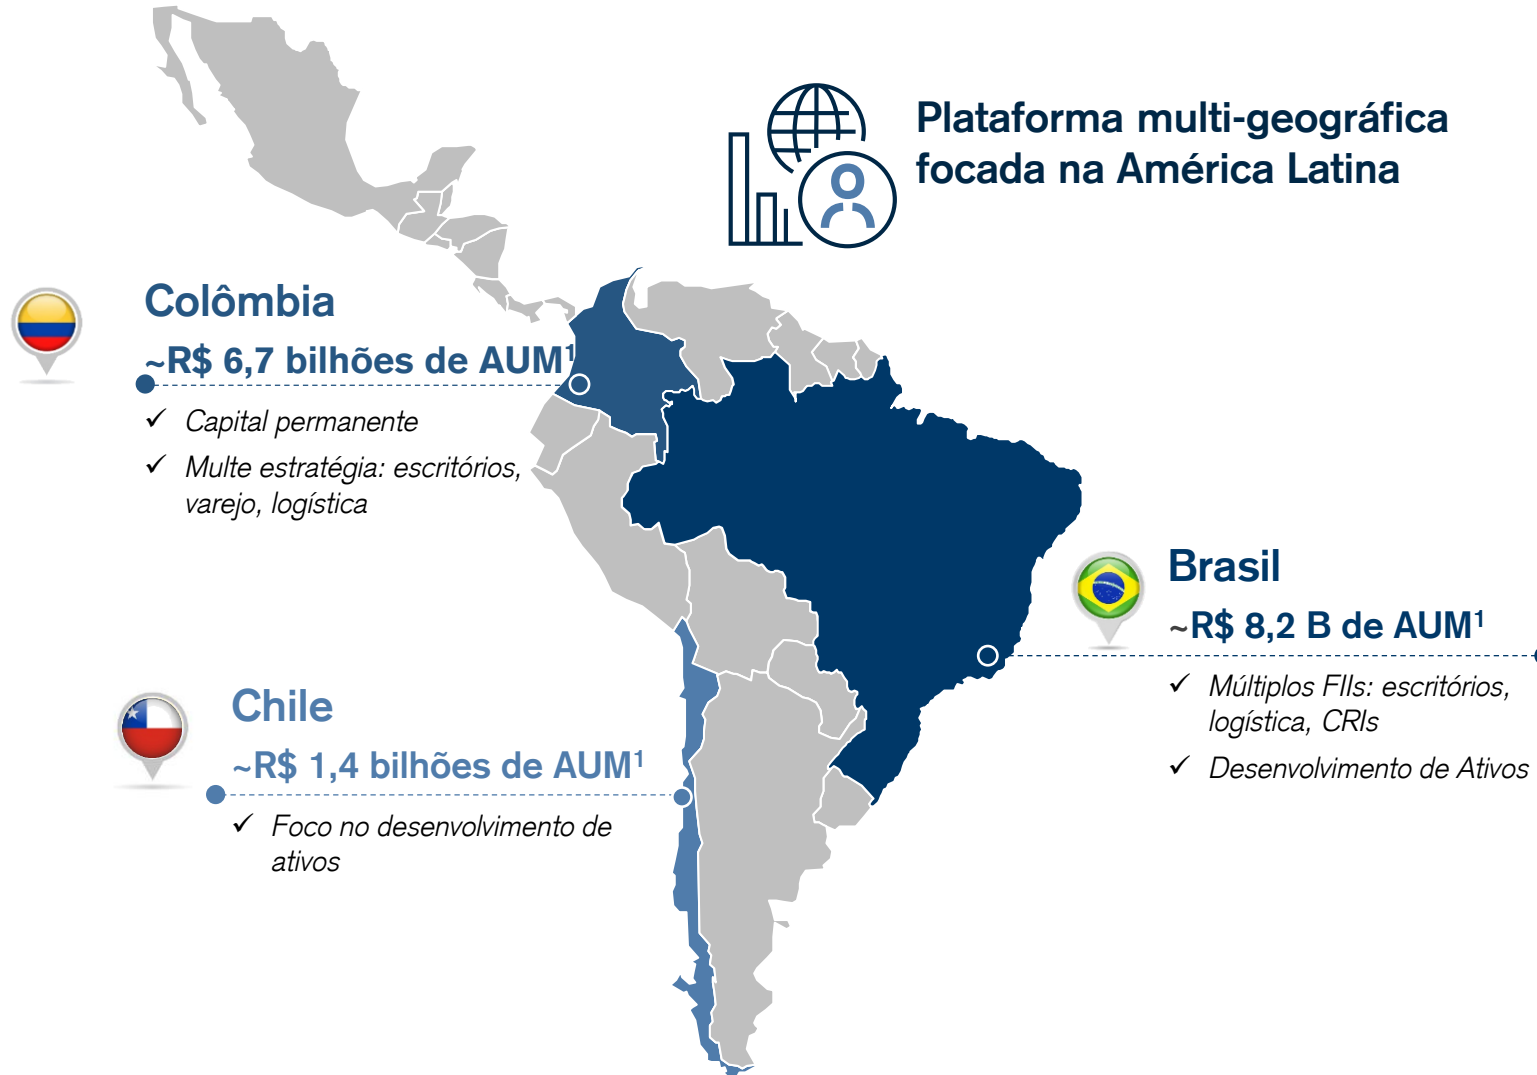 Plataforma multi-geográfica
focada na América Latina
Colômbia
~R$ 6,7 bilhões de AUM¹
✓ Capital permanente
✓ Multe estratégia: escritórios,
varejo, logística
Brasil
~R$ 8,2 B de AUM¹
✓ Múltiplos FIIs: escritórios,
logística, CRIs
✓ Desenvolvimento de Ativos
Chile
~R$ 1,4 bilhões de AUM¹
✓ Foco no desenvolvimento de
ativos